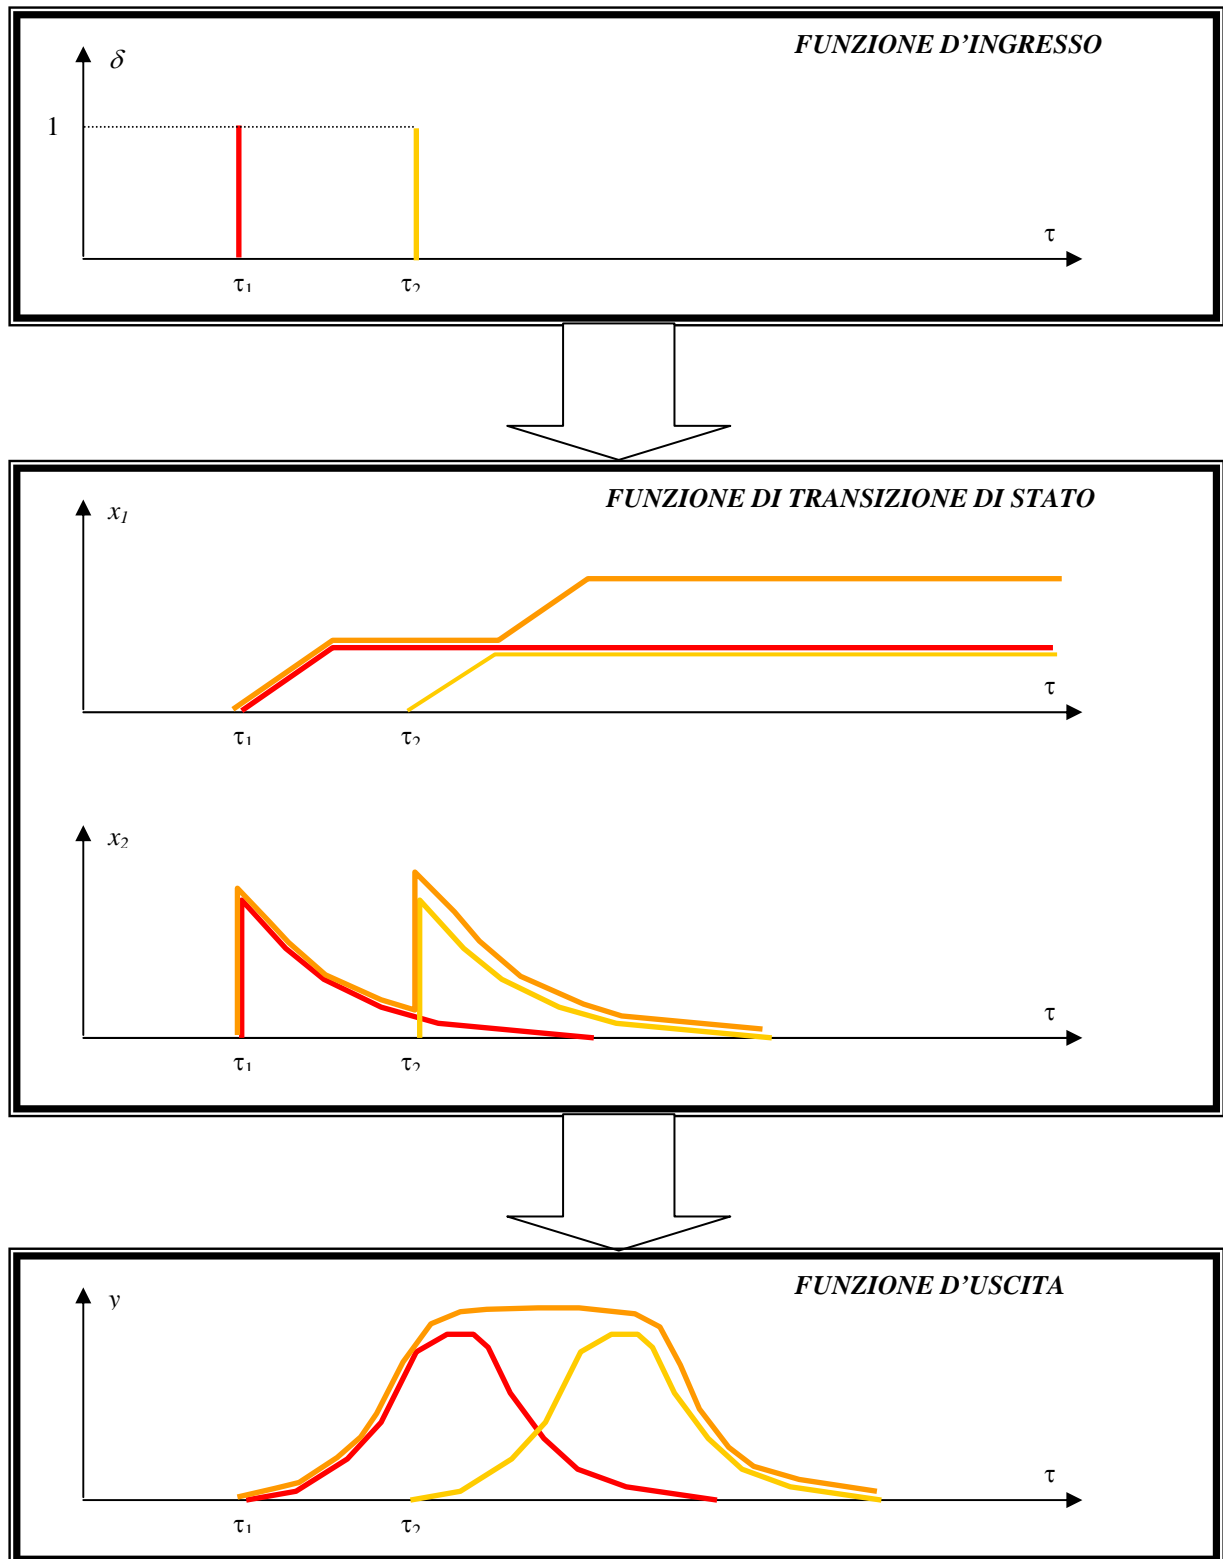 FUNZIONE D’INGRESSO
δ
1
τ
τ1 τ2
FUNZIONE DI TRANSIZIONE DI STATO
x1
τ
τ1 τ2
x2
τ
τ1 τ2
FUNZIONE D’USCITA
y
τ
τ1 τ2